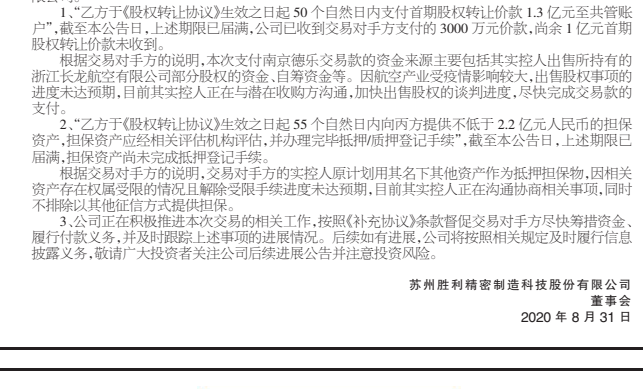 1、“乙方于《股权转让协议》生效之日起 50 个自然日内支付首期股权转让价款 1.3 亿元至共管账
户”，截至本公告日，上述期限已届满，公司已收到交易对手方支付的 3000 万元价款，尚余 1 亿元首期
股权转让价款未收到。
根据交易对手方的说明，本次支付南京德乐交易款的资金来源主要包括其实控人出售所持有的
浙江长龙航空有限公司部分股权的资金、自筹资金等。因航空产业受疫情影响较大，出售股权事项的
进度未达预期，目前其实控人正在与潜在收购方沟通，加快出售股权的谈判进度，尽快完成交易款的
支付。
2、“乙方于《股权转让协议》生效之日起 55 个自然日内向丙方提供不低于 2.2 亿元人民币的担保
资产，担保资产应经相关评估机构评估，并办理完毕抵押/质押登记手续”，截至本公告日，上述期限已
届满，担保资产尚未完成抵押登记手续。
根据交易对手方的说明，交易对手方的实控人原计划用其名下其他资产作为抵押担保物，因相关
资产存在权属受限的情况且解除受限手续进度未达预期，目前其实控人正在沟通协商相关事项，同时
不排除以其他征信方式提供担保。
3、公司正在积极推进本次交易的相关工作，按照《补充协议》条款督促交易对手方尽快筹措资金、
履行付款义务，并及时跟踪上述事项的进展情况。后续如有进展，公司将按照相关规定及时履行信息
披露义务，敬请广大投资者关注公司后续进展公告并注意投资风险。
苏州胜利精密制造科技股份有限公司
董事会
2020 年 8 月 31 日